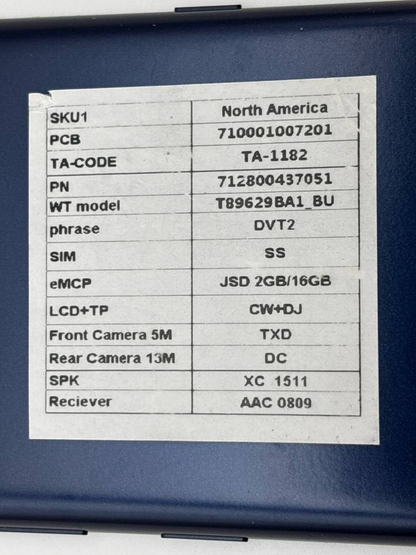 SKU1 North America
PCB 710001007201
TA-CODE TA-1182
PN 712800437051
WT model T89629BA1_BU
phrase DVT2
SIM SS
eMCP JSD 2GB/16GB
LCD+TP CW+DJ
Front Camera 5M TXD
Rear Camera 13M DC
SPK XC 1511
Reciever AAC 0809